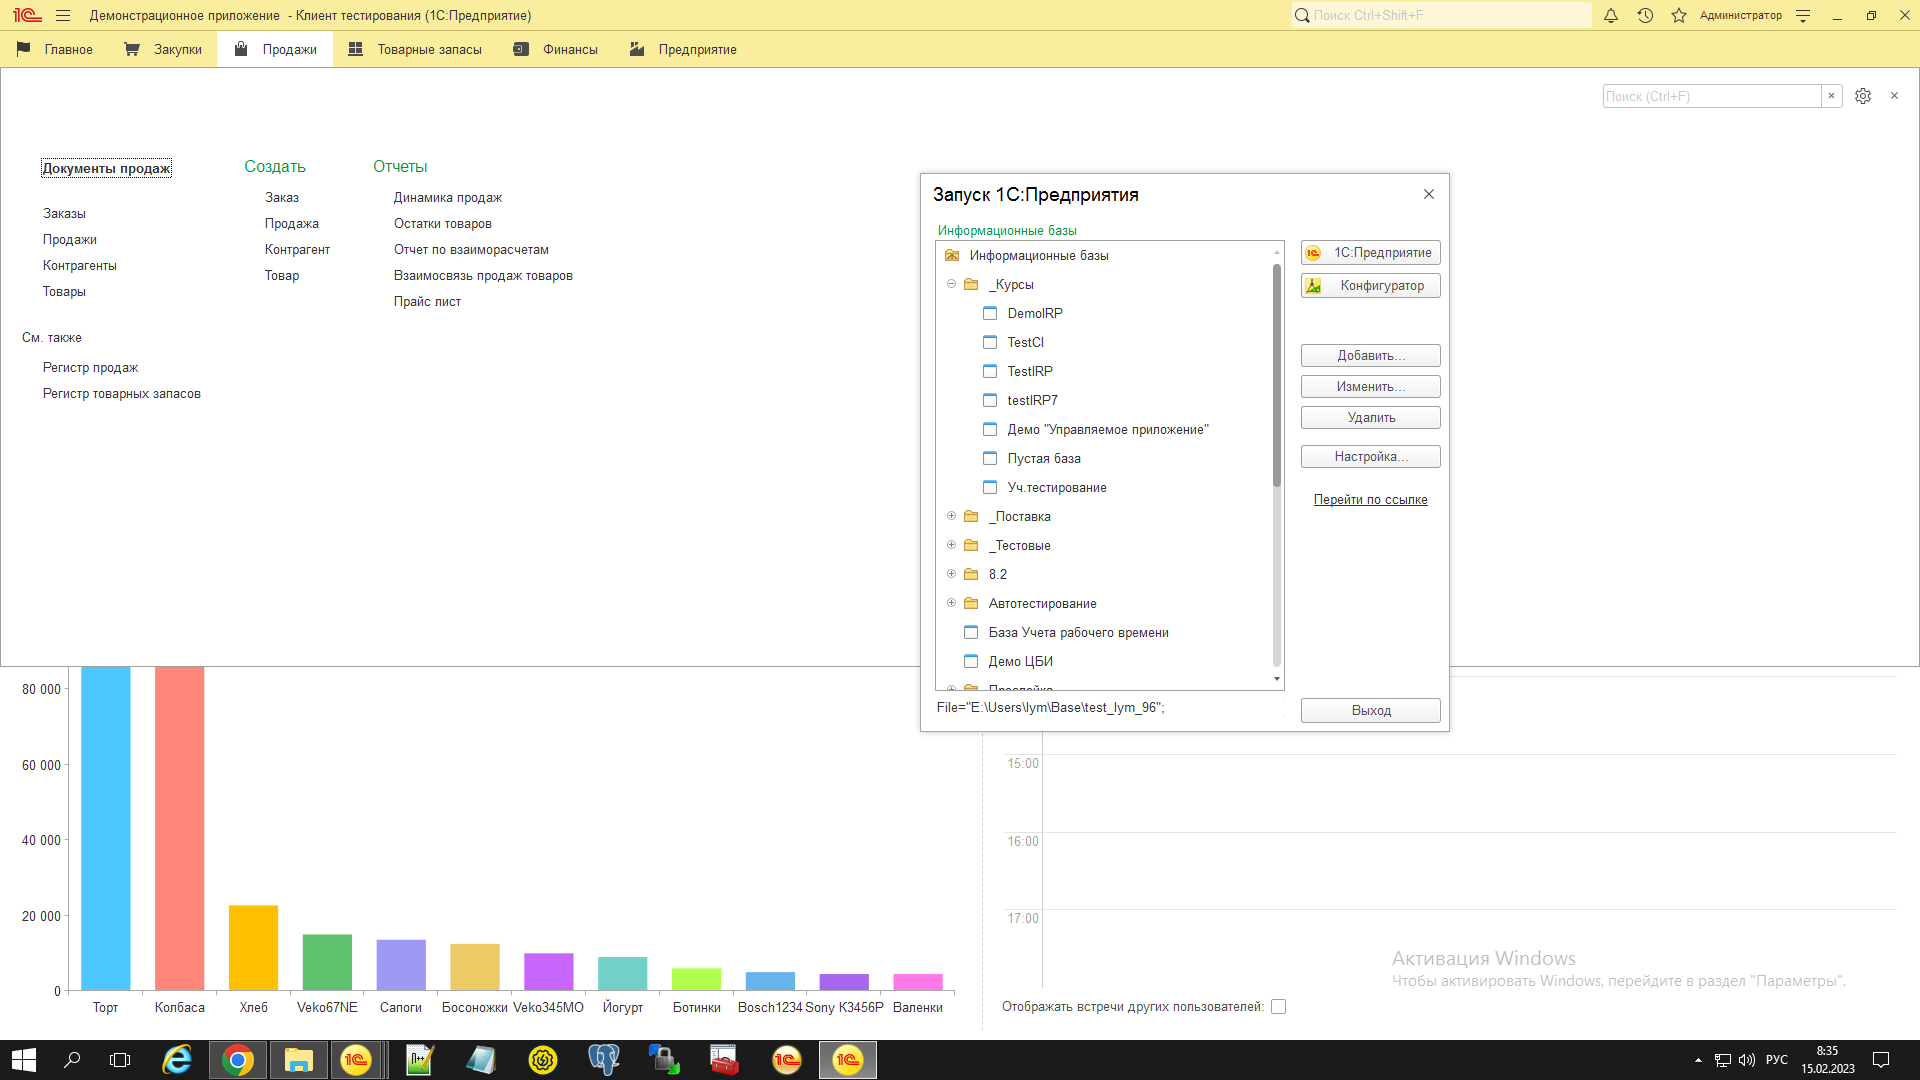 Демонстрационное приложение - Клиент тестирования (1С:Предприятие)
Поиск Ctrl+Shift+F
Администратор
Главное
Закупки
Продажи
Товарные запасы
Финансы
Предприятие
Поиск (Ctrl+F)
Документы продаж
Заказы
Продажи
Контрагенты
Товары
См. также
Регистр продаж
Регистр товарных запасов
Создать
Заказ
Продажа
Контрагент
Товар
Отчеты
Динамика продаж
Остатки товаров
Отчет по взаиморасчетам
Взаимосвязь продаж товаров
Прайс лист
Запуск 1С:Предприятия
Информационные базы
Информационные базы
_Курсы
DemoIRP
TestCI
TestIRP
testIRP7
Демо "Управляемое приложение"
Пустая база
Уч.тестирование
_Поставка
_Тестовые
8.2
Автотестирование
База Учета рабочего времени
Демо ЦБИ
Прослойка
File="E:\Users\lym\Base\test_lym_96";
1С:Предприятие
Конфигуратор
Добавить...
Изменить...
Удалить
Настройка...
Перейти по ссылке
Выход
80 000
60 000
40 000
20 000
0
Торт
Колбаса
Хлеб
Veko67NE
Сапоги
Босоножки
Veko345MO
Йогурт
Ботинки
Bosch1234
Sony K3456P
Валенки
15:00
16:00
17:00
Отображать встречи других пользователей:
Активация Windows
Чтобы активировать Windows, перейдите в раздел "Параметры".
РУС
8:35
15.02.2023